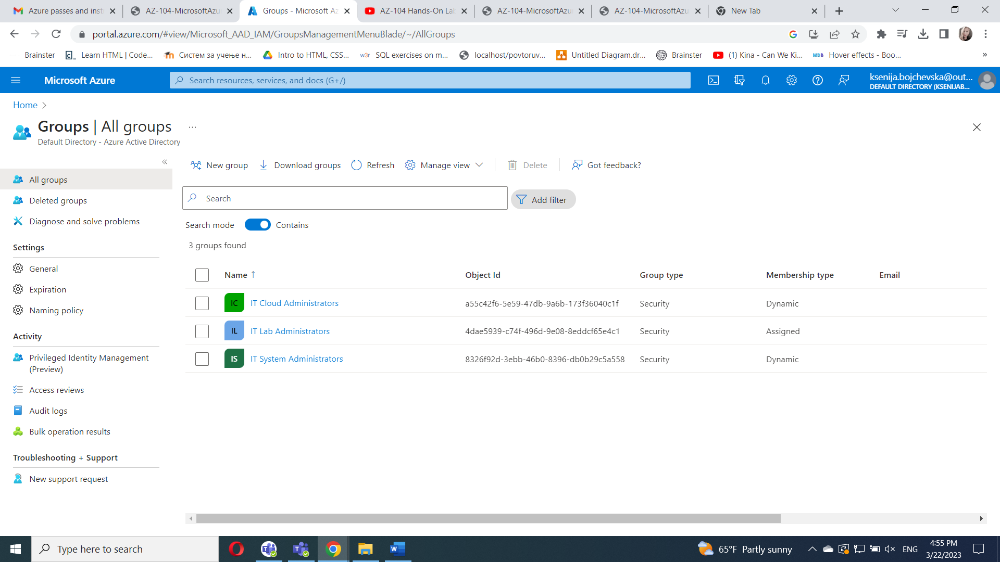 Azure passes and inst
AZ-104-MicrosoftAzu
Groups - Microsoft Az
AZ-104 Hands-On Lab
AZ-104-MicrosoftAzu
AZ-104-MicrosoftAzu
New Tab
portal.azure.com/#view/Microsoft_AAD_IAM/GroupsManagementMenuBlade/~/AllGroups
Brainster
Learn HTML | Code...
Систем за учење н...
Intro to HTML, CSS...
w3r SQL exercises on m...
localhost/povtoruv...
Untitled Diagram.dr...
Brainster
(1) Kina - Can We Ki...
MDB Hover effects - Boo...
»
Microsoft Azure
Search resources, services, and docs (G+/)
ksenija.bojchevska@out...
DEFAULT DIRECTORY (KSENIJAB...
Home
Groups | All groups
...
Default Directory - Azure Active Directory
«
All groups
Deleted groups
Diagnose and solve problems
Settings
General
Expiration
Naming policy
Activity
Privileged Identity Management
(Preview)
Access reviews
Audit logs
Bulk operation results
Troubleshooting + Support
New support request
New group
Download groups
Refresh
Manage view
Delete
Got feedback?
Search
Add filter
Search mode
Contains
3 groups found
Name ↑ Object Id Group type Membership type Email
IC IT Cloud Administrators a55c42f6-5e59-47db-9a6b-173f36040c1f Security Dynamic
IL IT Lab Administrators 4dae5939-c74f-496d-9e08-8eddcf65e4c1 Security Assigned
IS IT System Administrators 8326f92d-3ebb-46b0-8396-db0b29c5a558 Security Dynamic
Type here to search
65°F Partly sunny
ENG
4:55 PM
3/22/2023